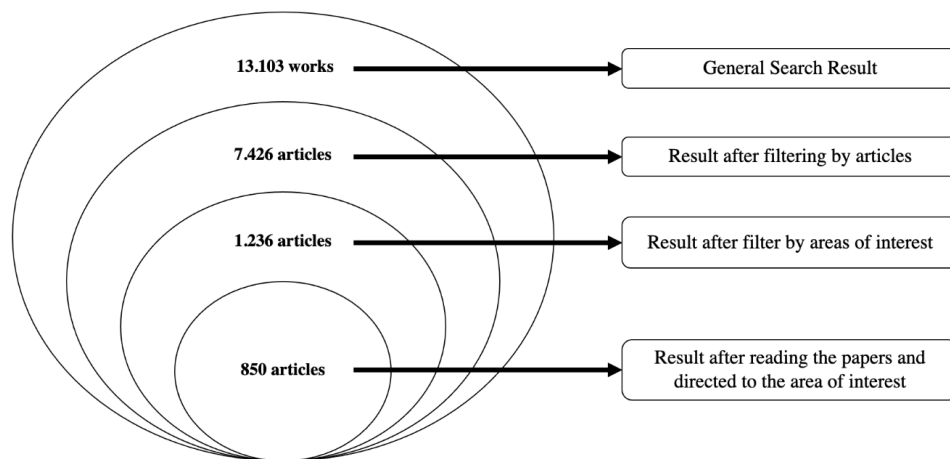 13.103 works
General Search Result
7.426 articles
Result after filtering by articles
1.236 articles
Result after filter by areas of interest
850 articles
Result after reading the papers and
directed to the area of interest